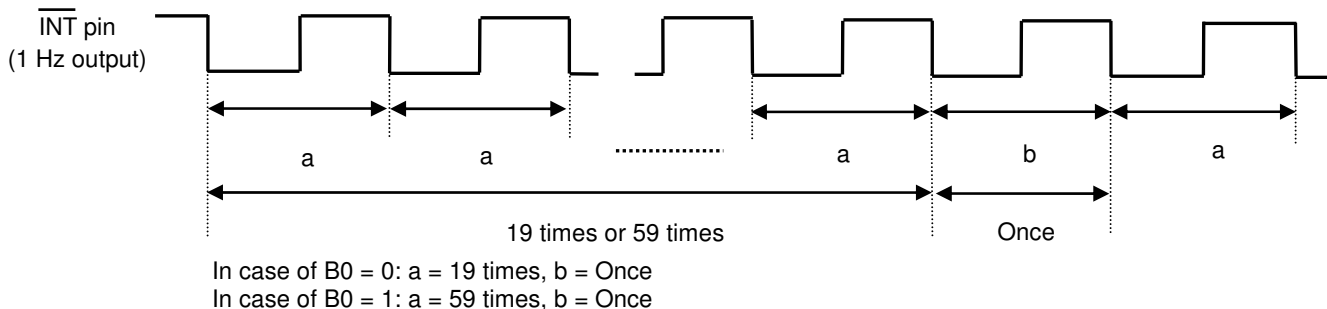 INT pin
(1 Hz output)
a
a
a
b
a
19 times or 59 times
Once
In case of B0 = 0: a = 19 times, b = Once
In case of B0 = 1: a = 59 times, b = Once